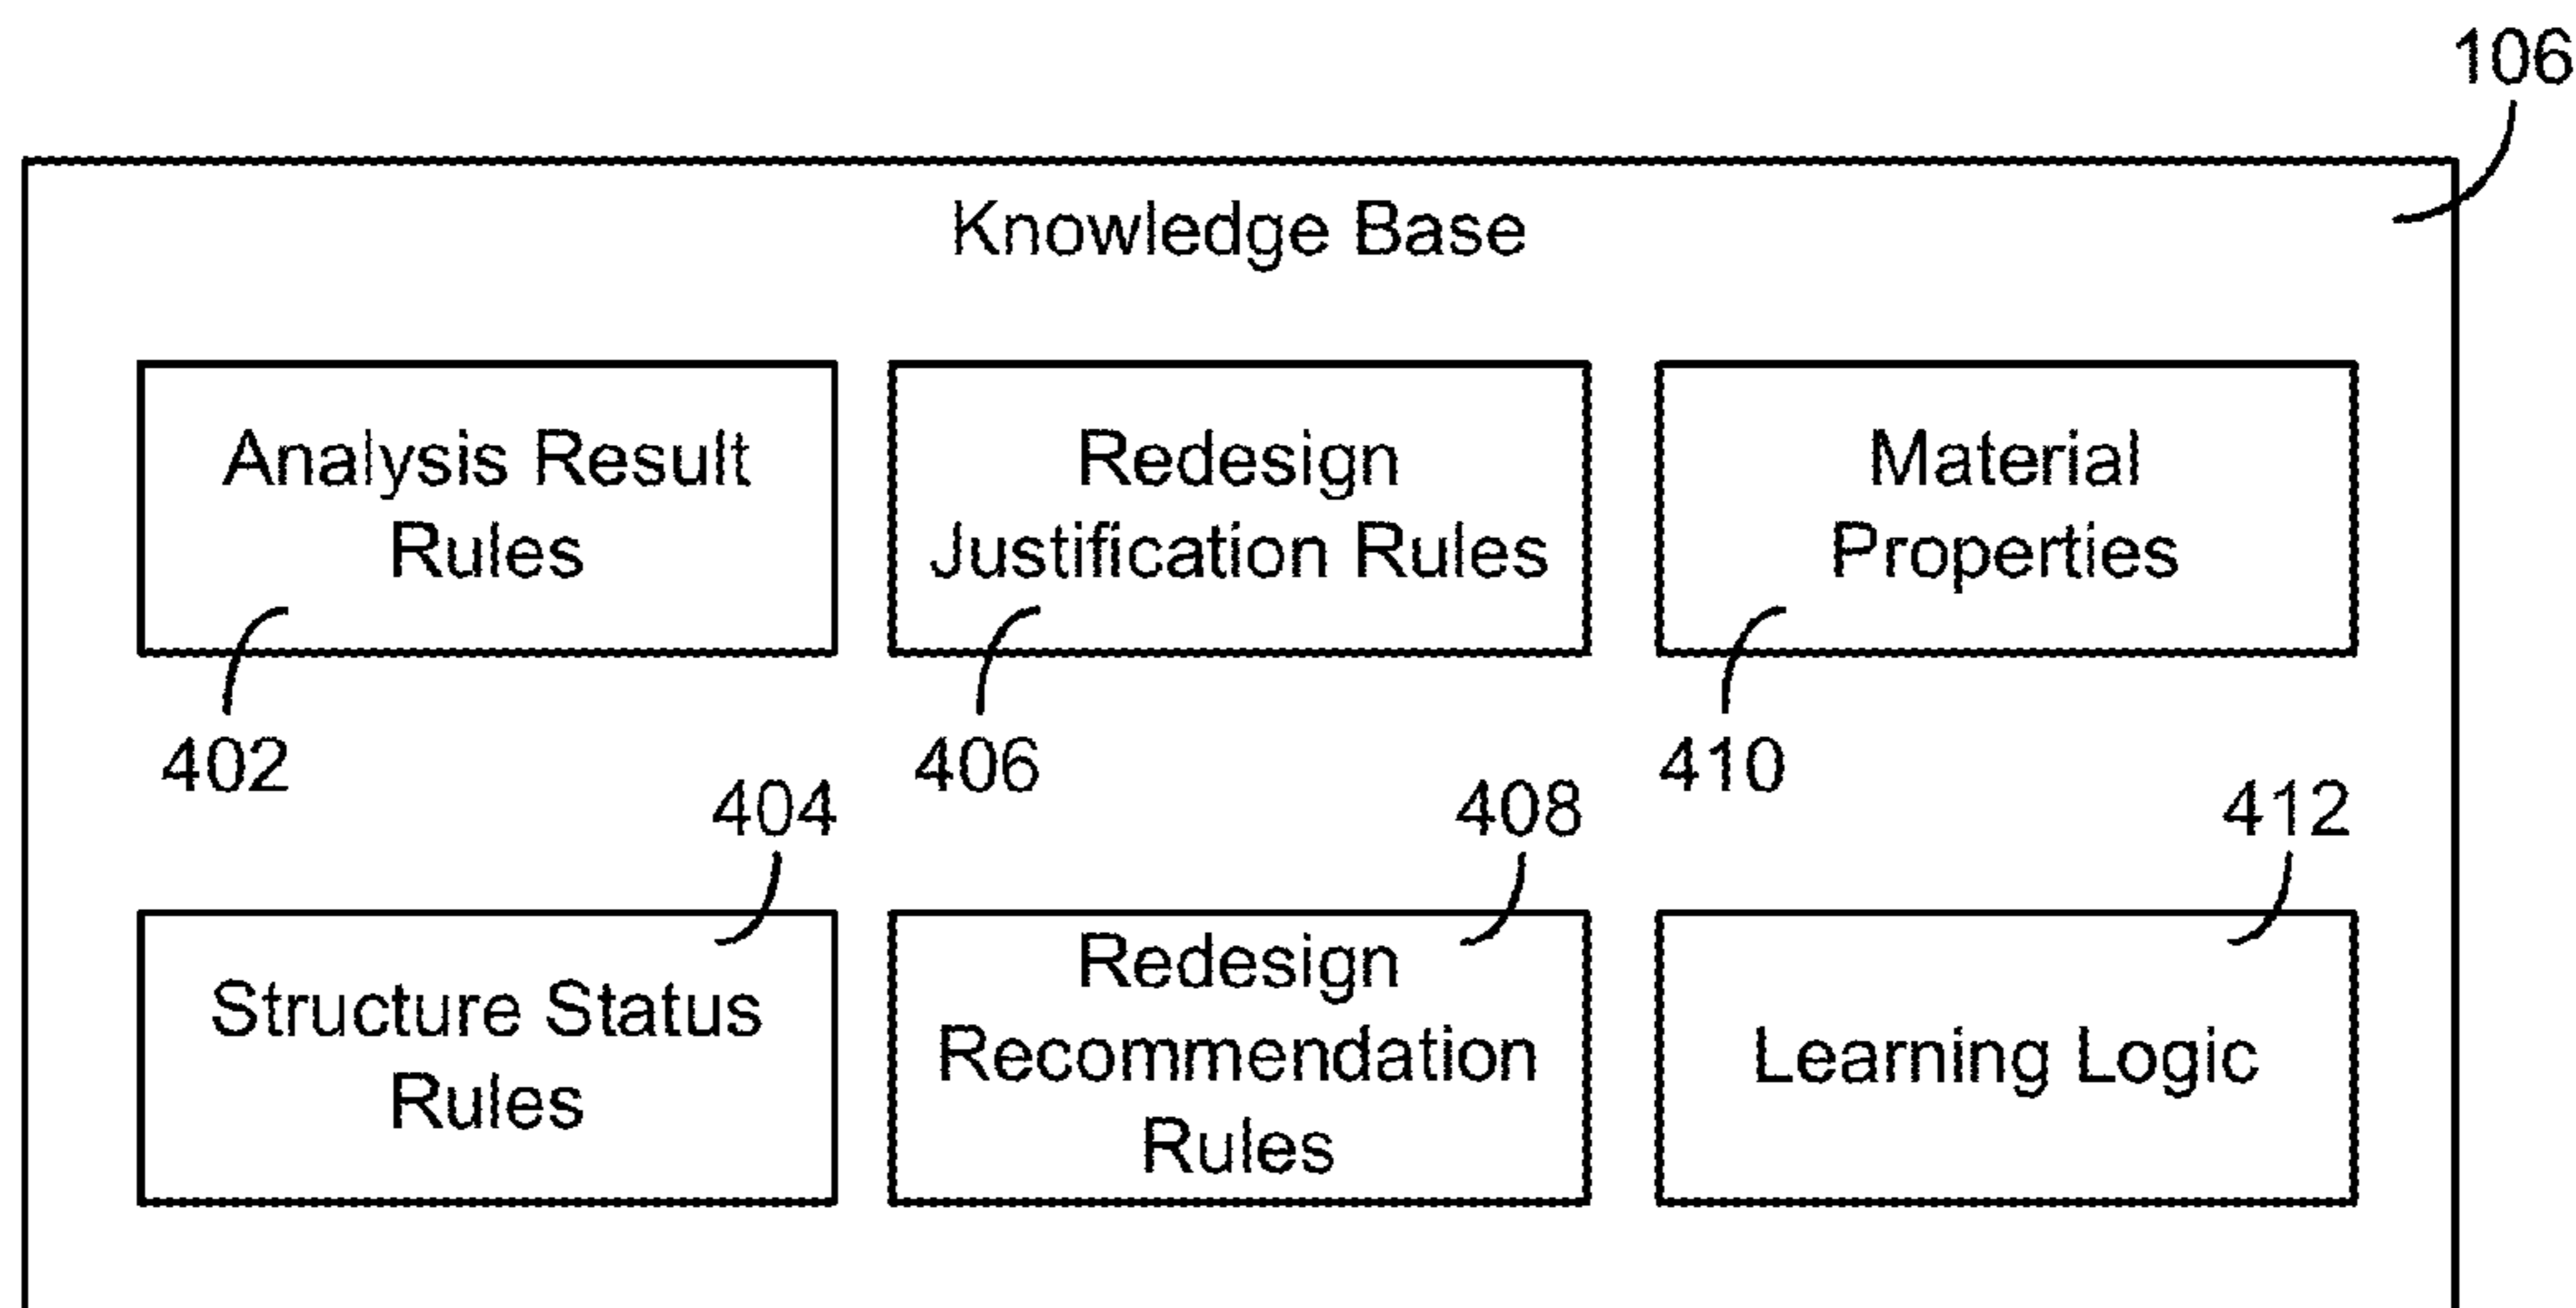 106
Knowledge Base
Analysis Result
Rules
402
Redesign
Justification Rules
406
Material
Properties
410
404
Structure Status
Rules
408
Redesign
Recommendation
Rules
412
Learning Logic